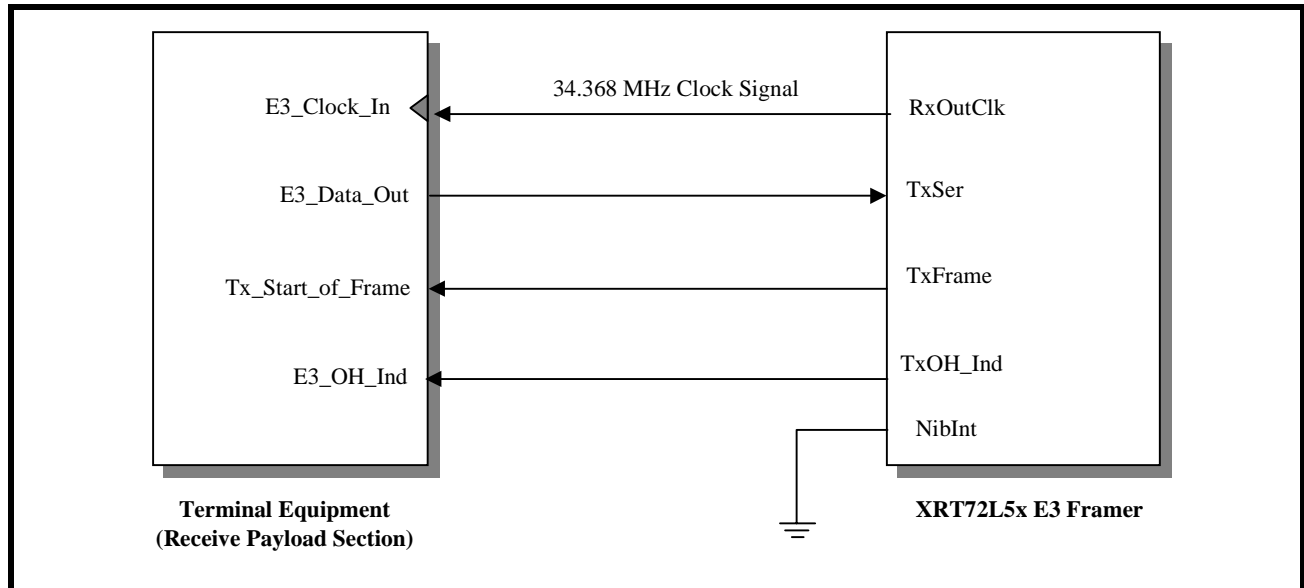 34.368 MHz Clock Signal
E3_Clock_In
RxOutClk
E3_Data_Out
TxSer
Tx_Start_of_Frame
TxFrame
E3_OH_Ind
TxOH_Ind
NibInt
Terminal Equipment
(Receive Payload Section)
XRT72L5x E3 Framer